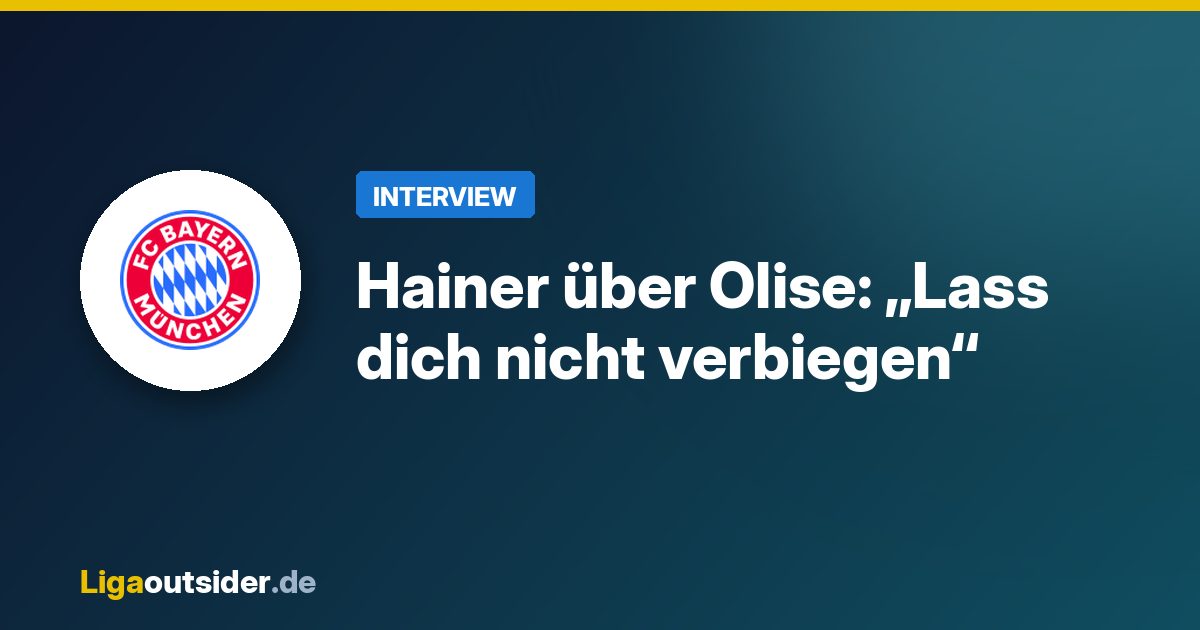 FC BAYERN
MÜNCHEN
INTERVIEW
Hainer über Olise: „Lass
dich nicht verbiegen“
Ligaoutsider.de